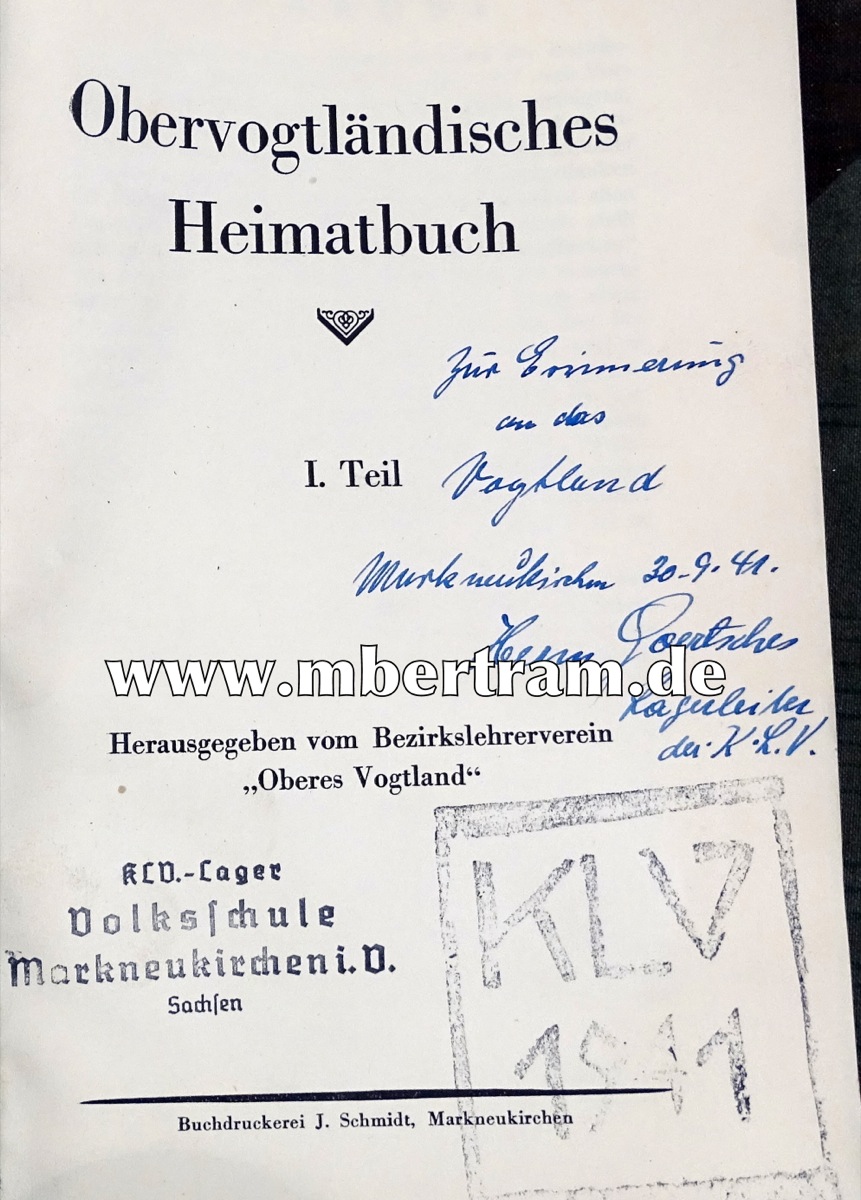 Obervogtländisches
Heimatbuch
Zur Erinnerung
an das
I. Teil
Vogtland
Markneukirchen 30.9.41.
www.mbertram.de
Lagerleiter
der K.L.V.
Herausgegeben vom Bezirkslehrerverein
„Oberes Vogtland“
KLV.-Lager
Volksschule
Markneukirchen i.V.
Sachsen
KLV
1941
Buchdruckerei J. Schmidt, Markneukirchen